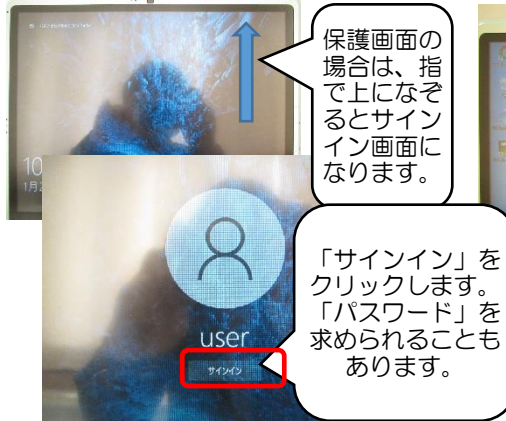 保護画面の
場合は、指
で上になぞ
るとサイン
イン画面に
なります。
10
1月2
user
サインイン
「サインイン」を
クリックします。
「パスワード」を
求められることも
あります。